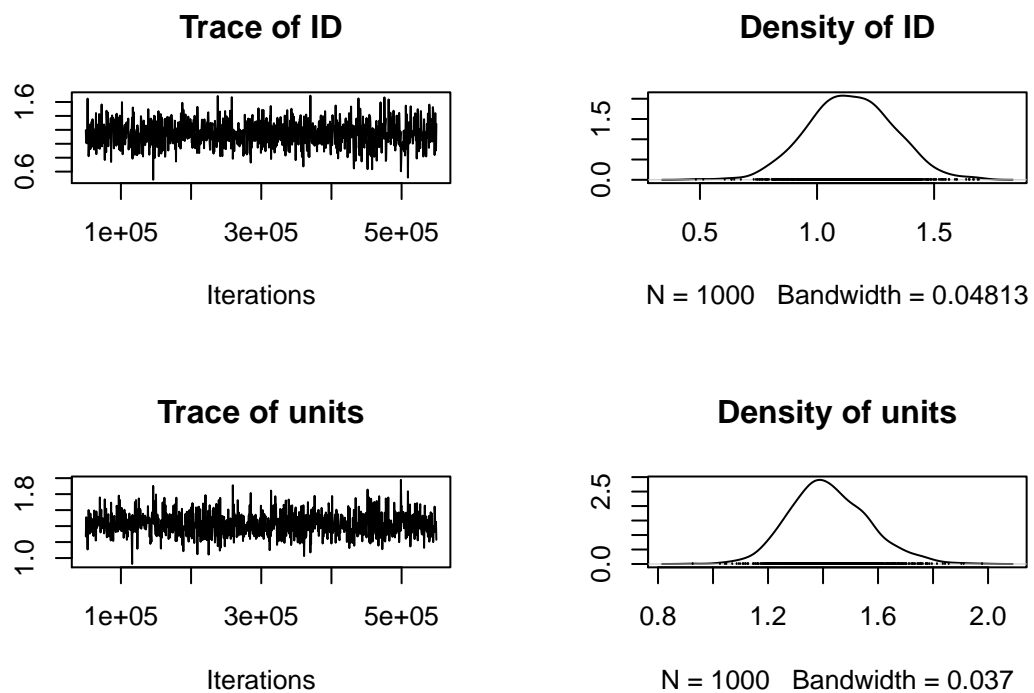 Trace of ID
0.6 1.6
1e+05 3e+05 5e+05
Iterations
Density of ID
0.0 1.5
0.5 1.0 1.5
N = 1000 Bandwidth = 0.04813
Trace of units
1.0 1.8
1e+05 3e+05 5e+05
Iterations
Density of units
0.0 2.5
0.8 1.2 1.6 2.0
N = 1000 Bandwidth = 0.037